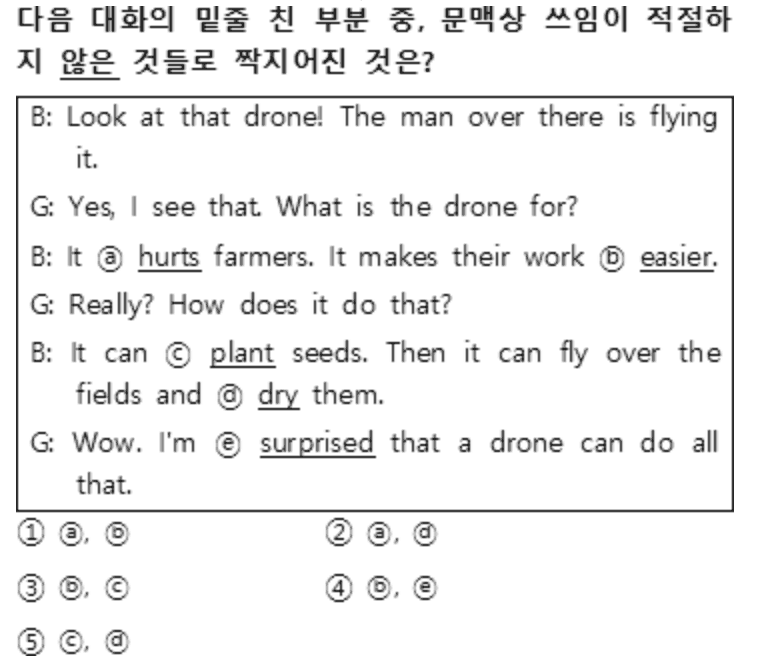 다음 대화의 밑줄 친 부분 중, 문맥상 쓰임이 적절하
지 않은 것들로 짝지어진 것은?
B: Look at that drone! The man over there is flying
it.
G: Yes, I see that. What is the drone for?
B: It ⓐ hurts farmers. It makes their work ⓑ easier.
G: Really? How does it do that?
B: It can ⓒ plant seeds. Then it can fly over the
fields and ⓓ dry them.
G: Wow. I'm ⓔ surprised that a drone can do all
that.
① ⓐ, ⓑ ② ⓐ, ⓓ
③ ⓑ, ⓒ ④ ⓑ, ⓔ
⑤ ⓒ, ⓓ